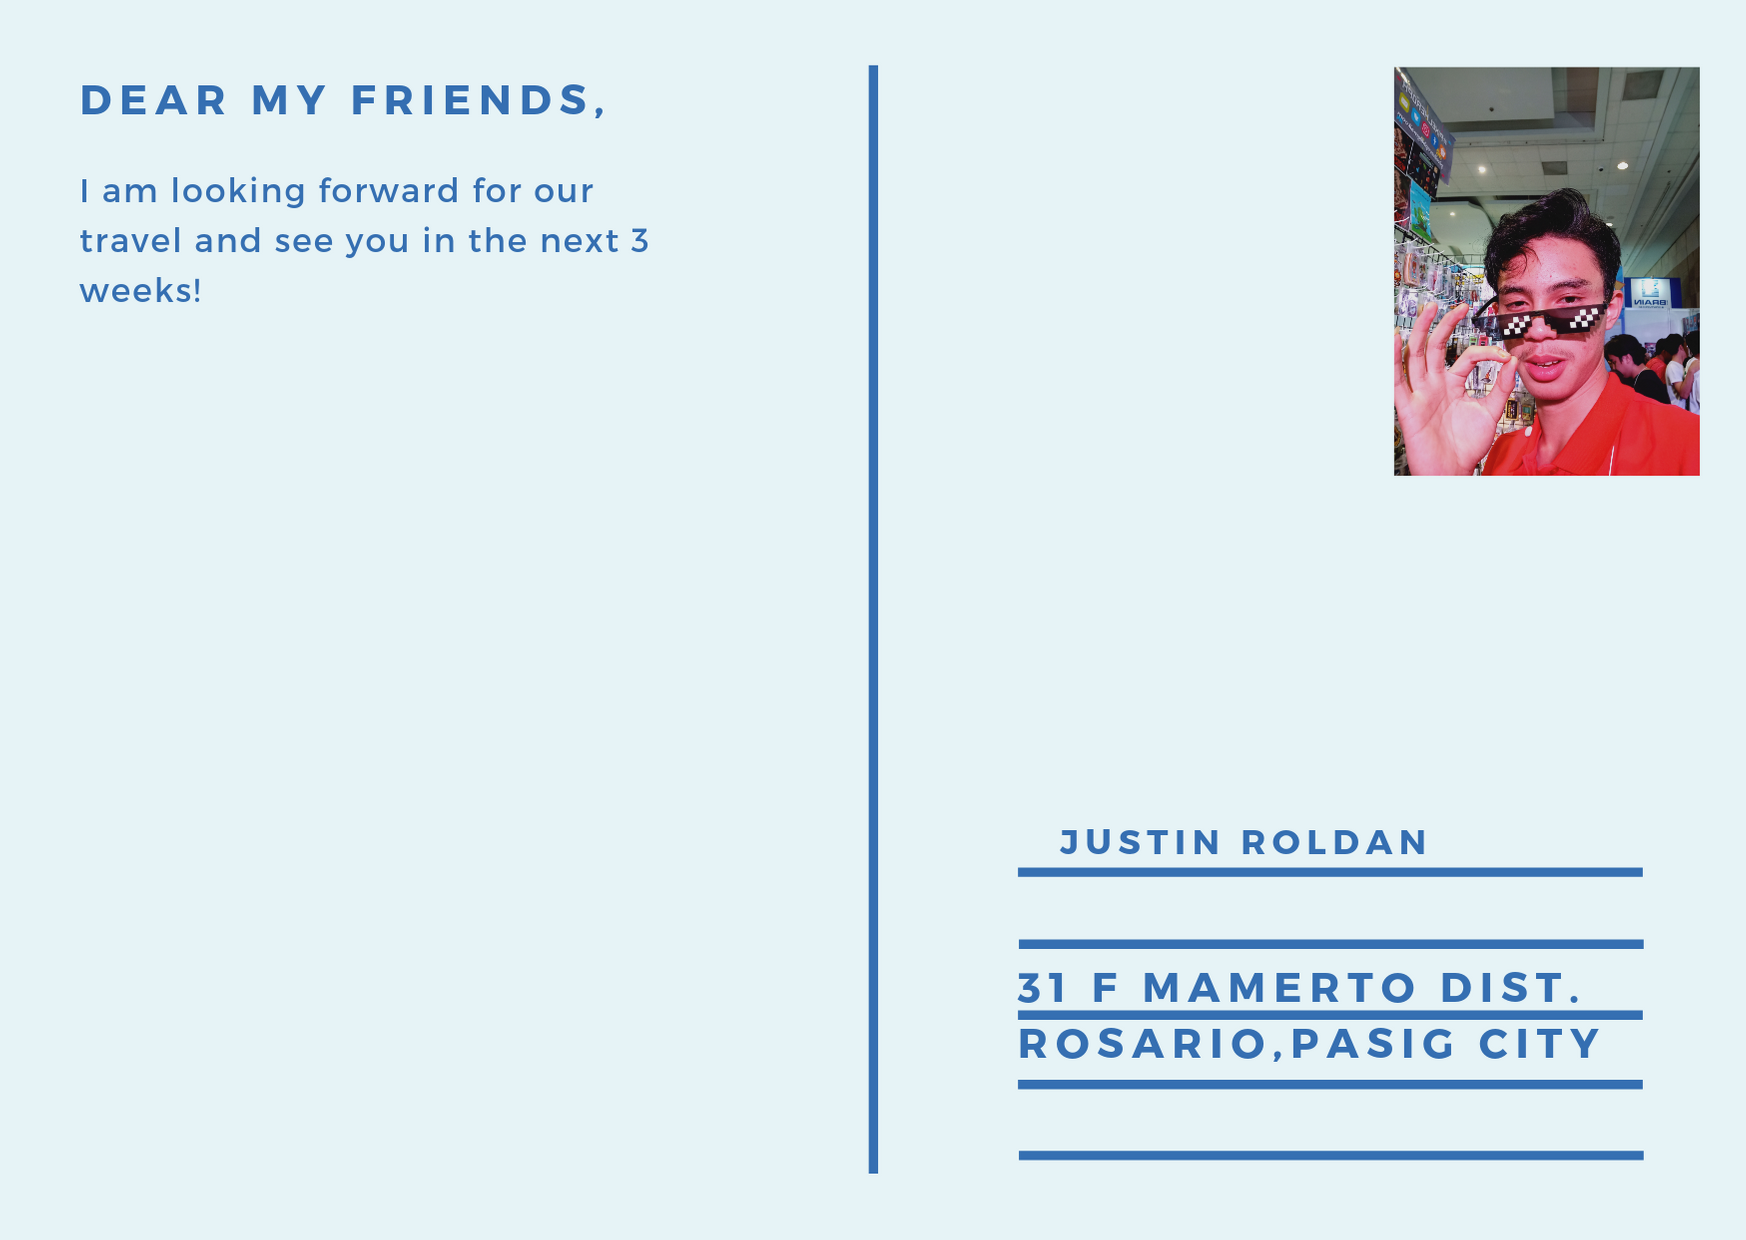 DEAR MY FRIENDS,
I am looking forward for our
travel and see you in the next 3
weeks!
JUSTIN ROLDAN
31 F MAMERTO DIST.
ROSARIO,PASIG CITY